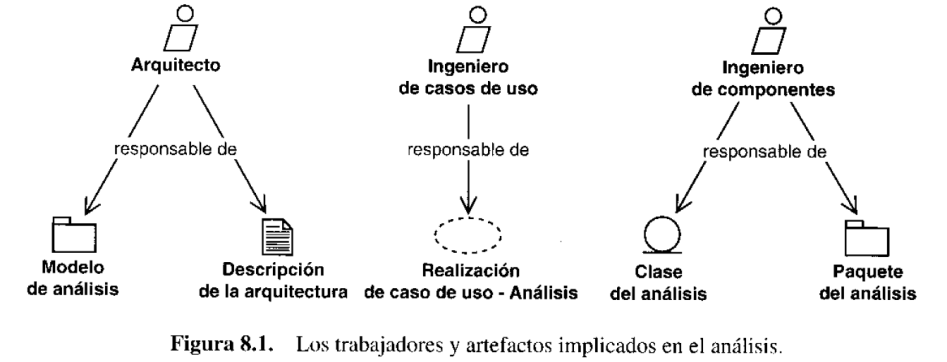 Arquitecto
Ingeniero
de casos de uso
Ingeniero
de componentes
responsable de
responsable de
responsable de
Modelo
de análisis
Descripción
de la arquitectura
Realización
de caso de uso - Análisis
Clase
del análisis
Paquete
del análisis
Figura 8.1. Los trabajadores y artefactos implicados en el análisis.